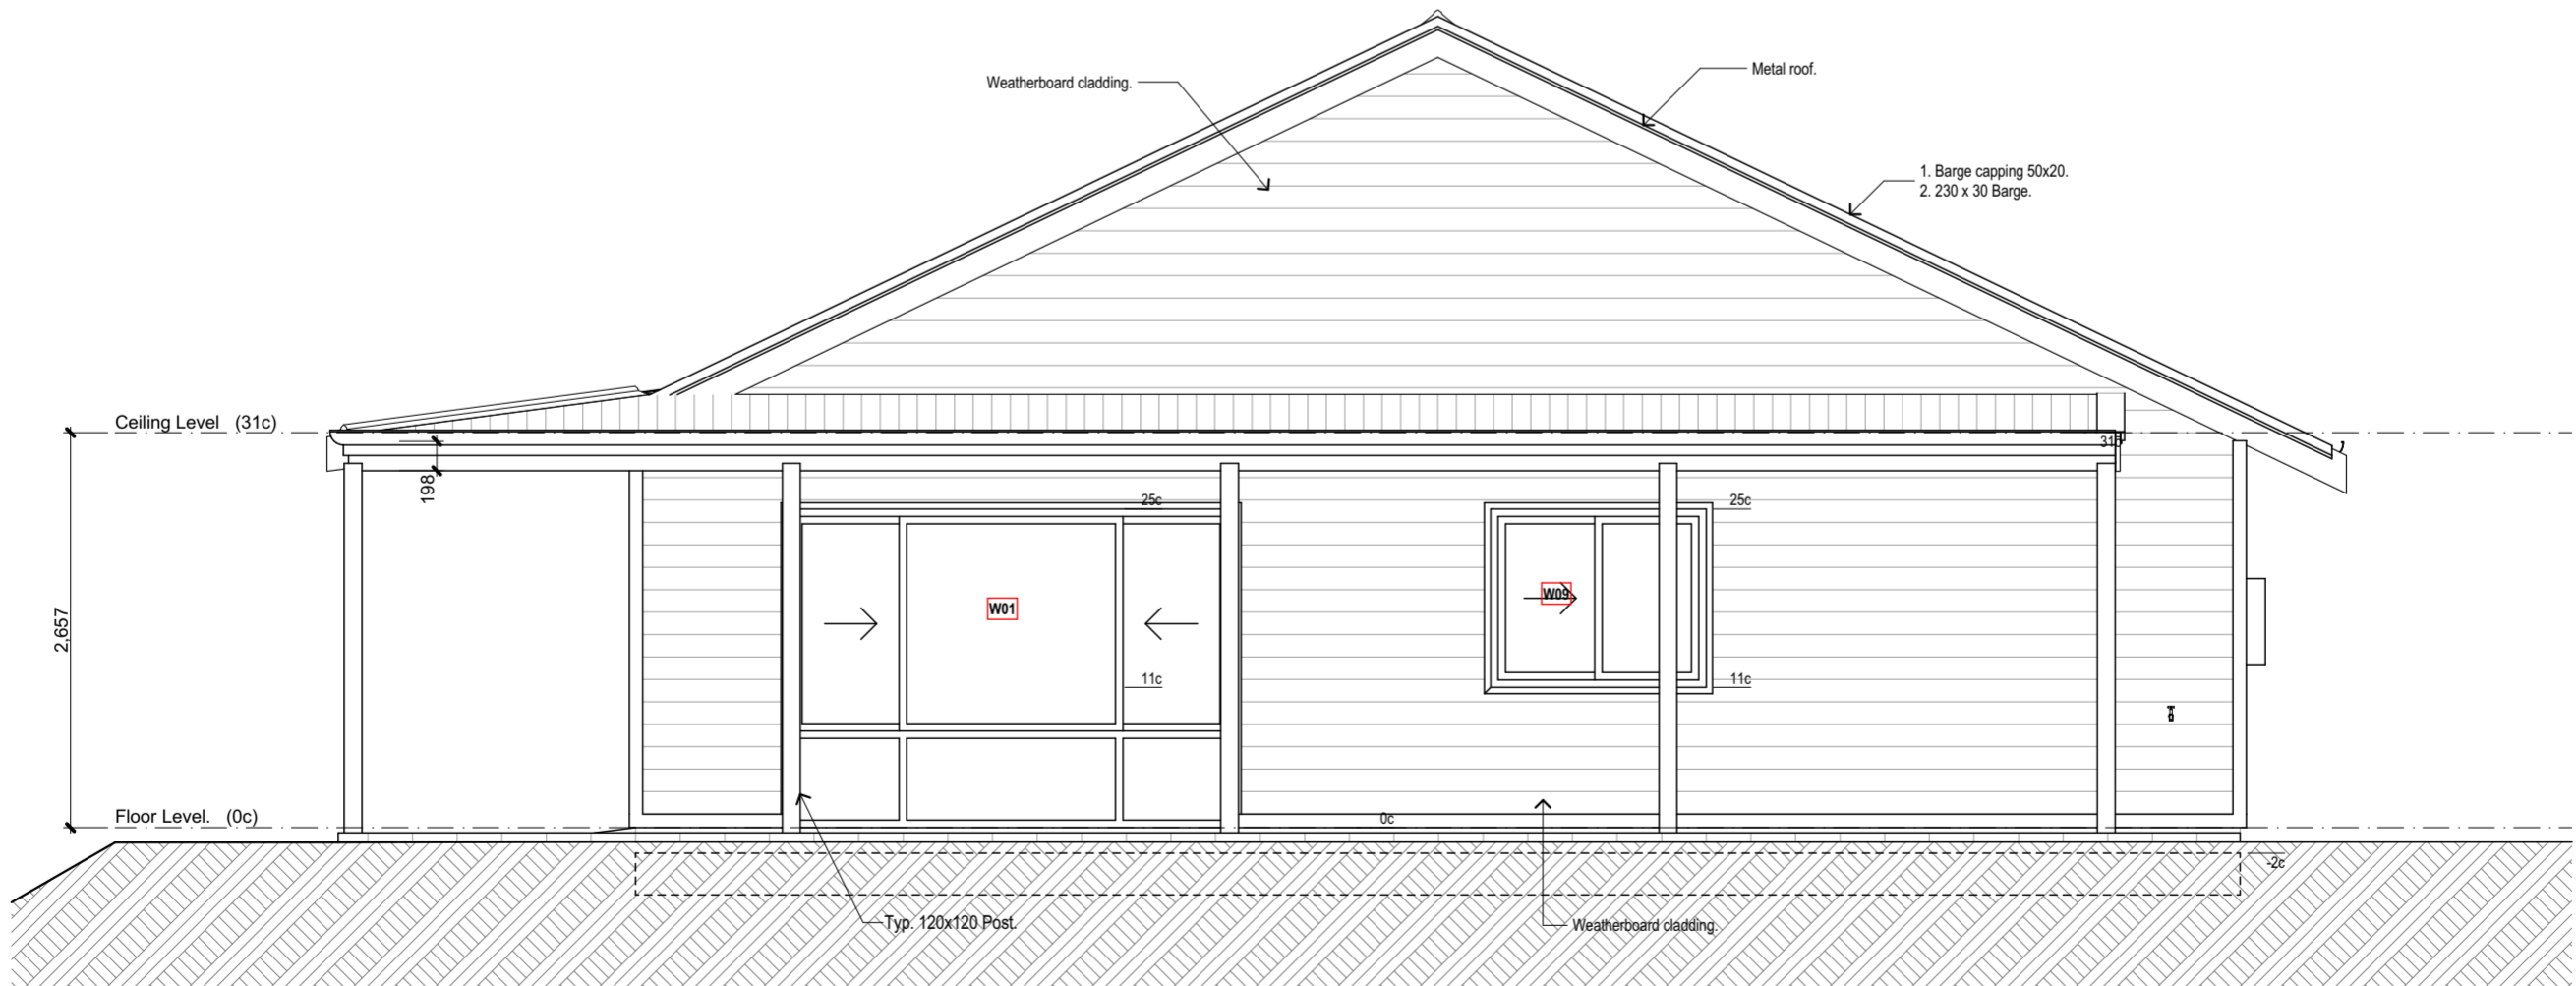 Weatherboard cladding.
Metal roof.
1. Barge capping 50x20.
2. 230 x 30 Barge.
Ceiling Level (31c)
198
25c
25c
W01
W09
2,657
11c
11c
Floor Level. (0c)
0c
-2c
Typ. 120x120 Post.
Weatherboard cladding.